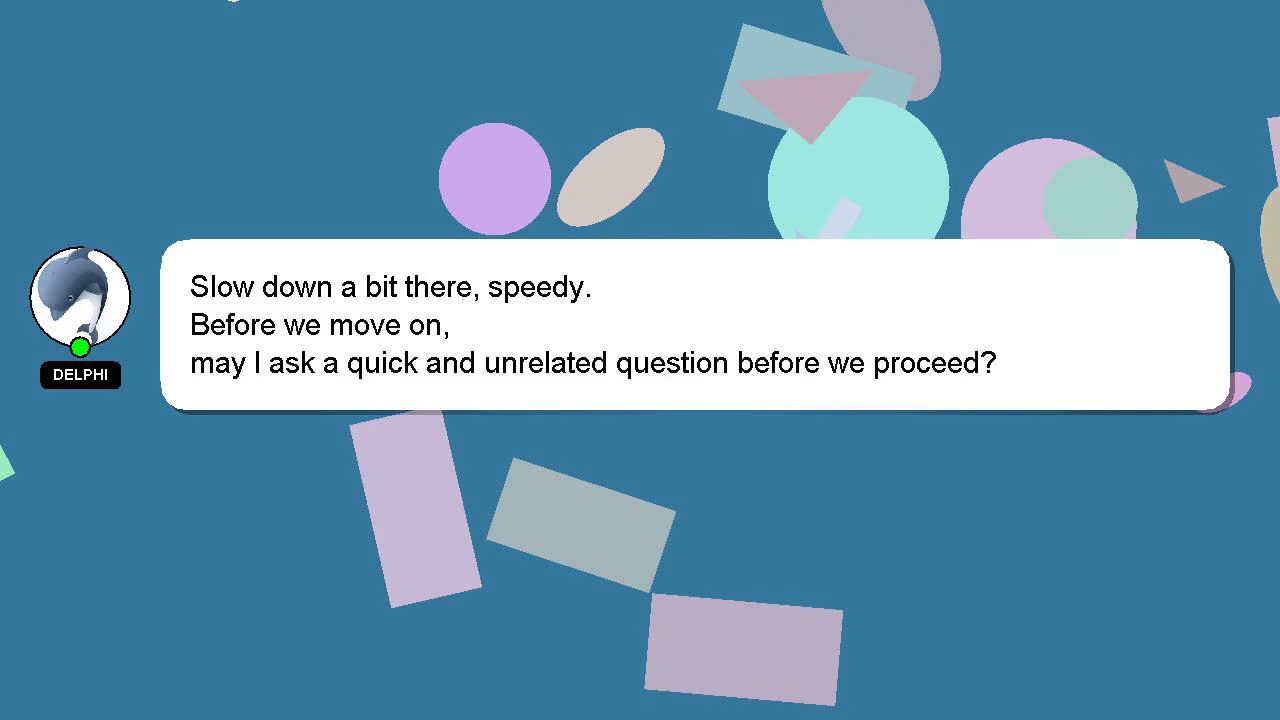 Slow down a bit there, speedy.
Before we move on,
may I ask a quick and unrelated question before we proceed?
DELPHI